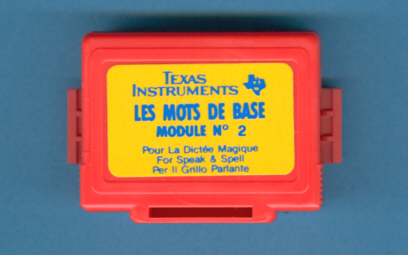 TEXAS
INSTRUMENTS
LES MOTS DE BASE
MODULE N° 2
Pour La Dictée Magique
For Speak & Spell
Per Il Grillo Parlante